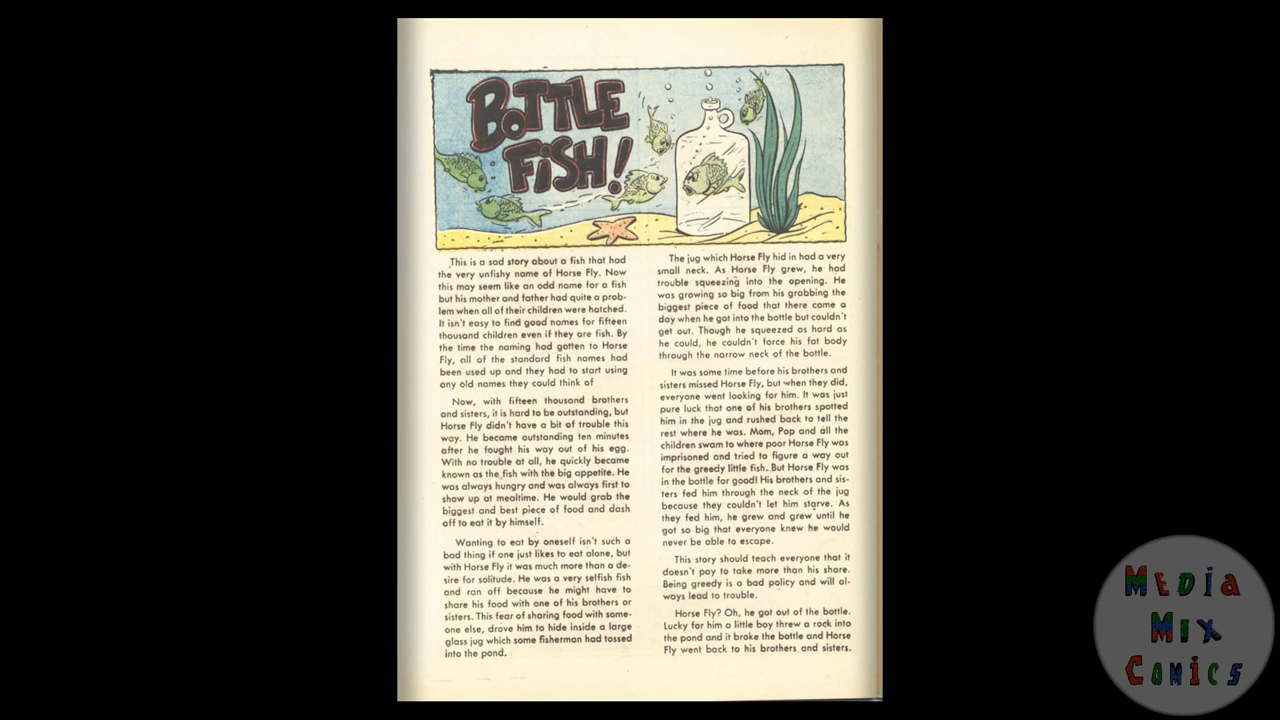 BOTTLE
FISH!
This is a sad story about a fish that had
the very unfishy name of Horse Fly. Now
this may seem like an odd name for a fish
but his mother and father had quite a prob-
lem when all of their children were hatched.
It isn't easy to find good names for fifteen
thousand children even if they are fish. By
the time the naming had gotten to Horse
Fly, all of the standard fish names had
been used up and they had to start using
any old names they could think of
Now, with fifteen thousand brothers
and sisters, it is hard to be outstanding, but
Horse Fly didn't have a bit of trouble this
way. He became outstanding ten minutes
after he fought his way out of his egg.
With no trouble at all, he quickly became
known as the fish with the big appetite. He
was always hungry and was always first to
show up at mealtime. He would grab the
biggest and best piece of food and dash
off to eat it by himself.
Wanting to eat by oneself isn't such a
bad thing if one just likes to eat alone, but
with Horse Fly it was much more than a de-
sire for solitude. He was a very selfish fish
and ran off because he might have to
share his food with one of his brothers or
sisters. This fear of sharing food with some-
one else, drove him to hide inside a large
glass jug which some fisherman had tossed
into the pond.
The jug which Horse Fly hid in had a very
small neck. As Horse Fly grew, he had
trouble squeezing into the opening. He
was growing so big from his grabbing the
biggest piece of food that there came a
day when he got into the bottle but couldn't
get out. Though he squeezed as hard as
he could, he couldn't force his fat body
through the narrow neck of the bottle.
It was some time before his brothers and
sisters missed Horse Fly, but when they did,
everyone went looking for him. It was just
pure luck that one of his brothers spotted
him in the jug and rushed back to tell the
rest where he was. Mom, Pop and all the
children swam to where poor Horse Fly was
imprisoned and tried to figure a way out
for the greedy little fish. But Horse Fly was
in the bottle for good! His brothers and sis-
ters fed him through the neck of the jug
because they couldn't let him starve. As
they fed him, he grew and grew until he
got so big that everyone knew he would
never be able to escape.
This story should teach everyone that it
doesn't pay to take more than his share.
Being greedy is a bad policy and will al-
ways lead to trouble.
Horse Fly? Oh, he got out of the bottle.
Lucky for him a little boy threw a rock into
the pond and it broke the bottle and Horse
Fly went back to his brothers and sisters.
MEDiA
MiX
COMiCS